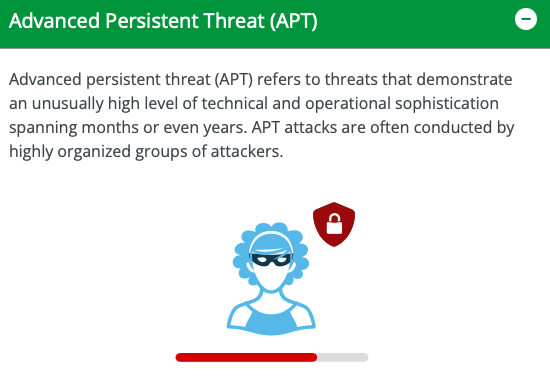 Advanced Persistent Threat (APT)
Advanced persistent threat (APT) refers to threats that demonstrate
an unusually high level of technical and operational sophistication
spanning months or even years. APT attacks are often conducted by
highly organized groups of attackers.